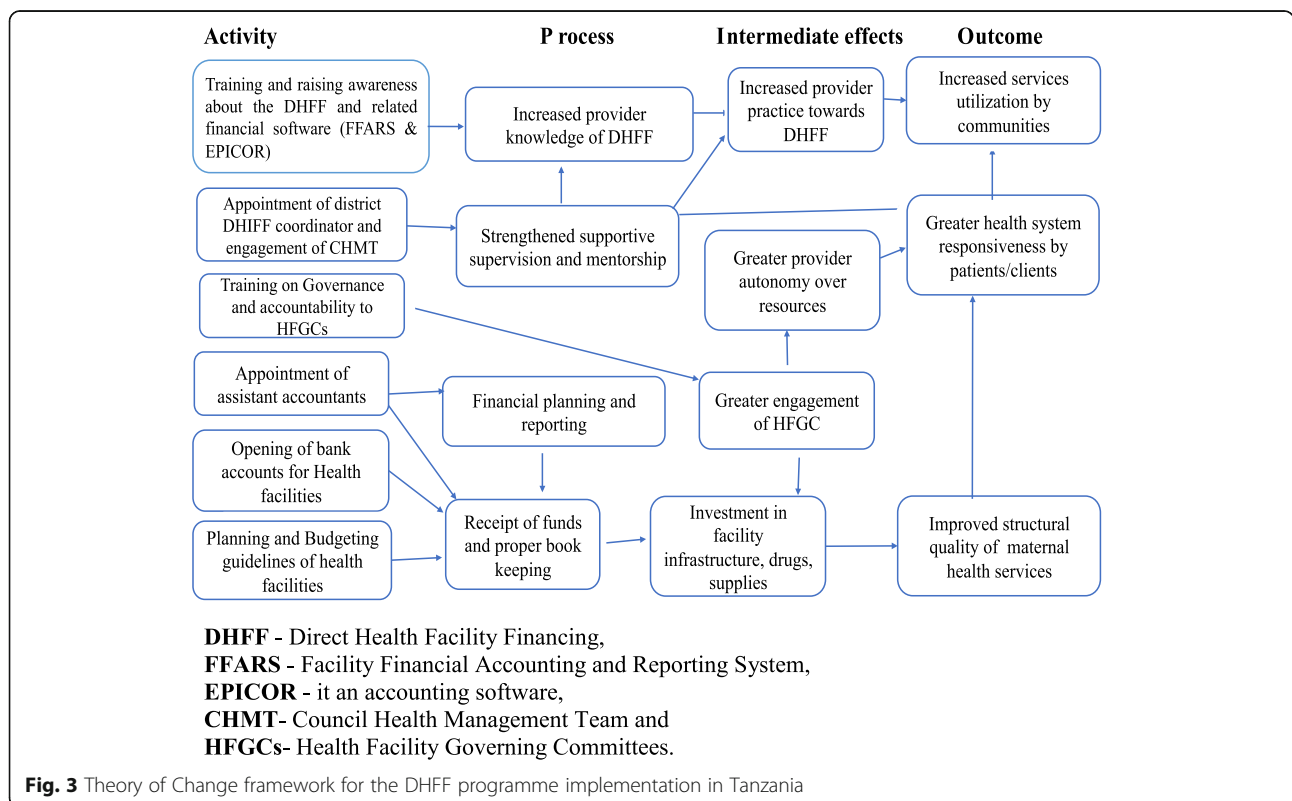 Activity
P rocess
Intermediate effects
Outcome
Training and raising awareness
about the DHFF and related
financial software (FFARS &
EPICOR)
Increased provider
knowledge of DHFF
Increased provider
practice towards
DHFF
Increased services
utilization by
communities
Appointment of district
DHIFF coordinator and
engagement of CHMT
Strengthened supportive
supervision and mentorship
Greater provider
autonomy over
resources
Greater health system
responsiveness by
patients/clients
Training on Governance
and accountability to
HFGCs
Appointment of
assistant accountants
Financial planning and
reporting
Greater engagement
of HFGC
Opening of bank
accounts for Health
facilities
Planning and Budgeting
guidelines of health
facilities
Receipt of funds
and proper book
keeping
Investment in
facility
infrastructure, drugs,
supplies
Improved structural
quality of maternal
health services
DHFF - Direct Health Facility Financing,
FFARS - Facility Financial Accounting and Reporting System,
EPICOR - it an accounting software,
CHMT- Council Health Management Team and
HFGCs- Health Facility Governing Committees.
Fig. 3 Theory of Change framework for the DHFF programme implementation in Tanzania